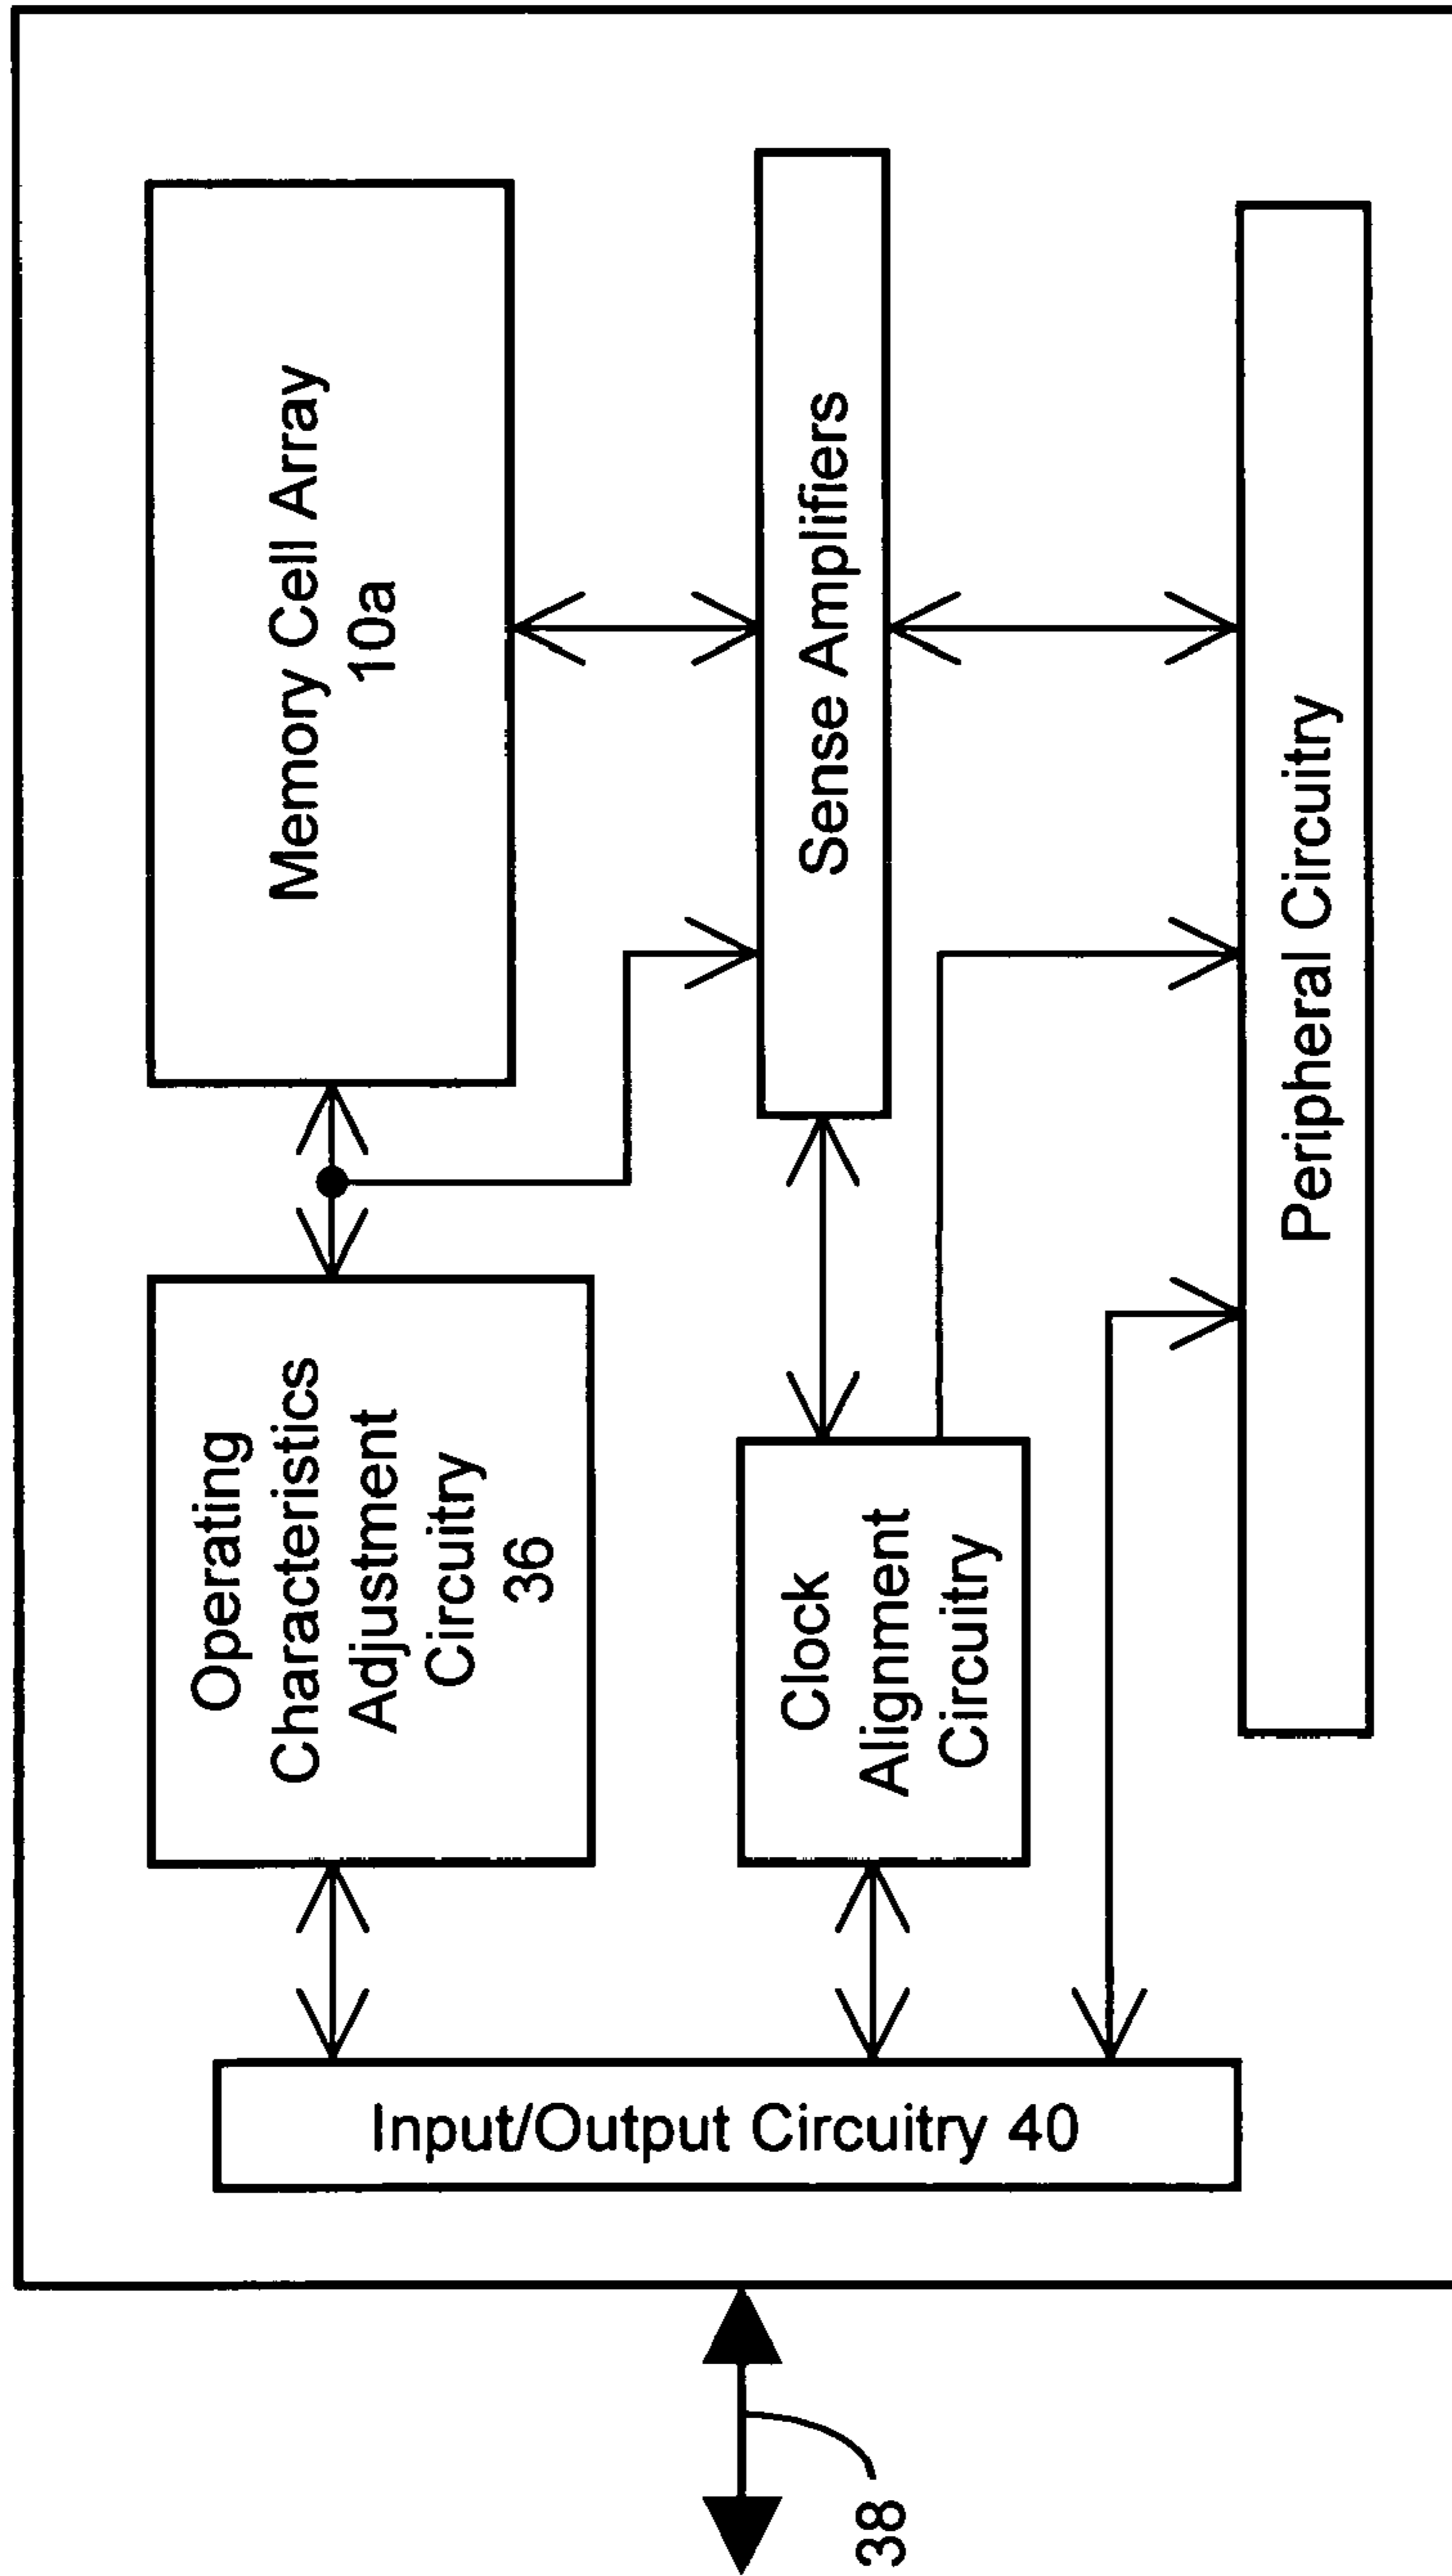 Memory Cell Array
10a
Operating
Characteristics
Adjustment
Circuitry
36
Sense Amplifiers
Clock
Alignment
Circuitry
Peripheral Circuitry
Input/Output Circuitry 40
38